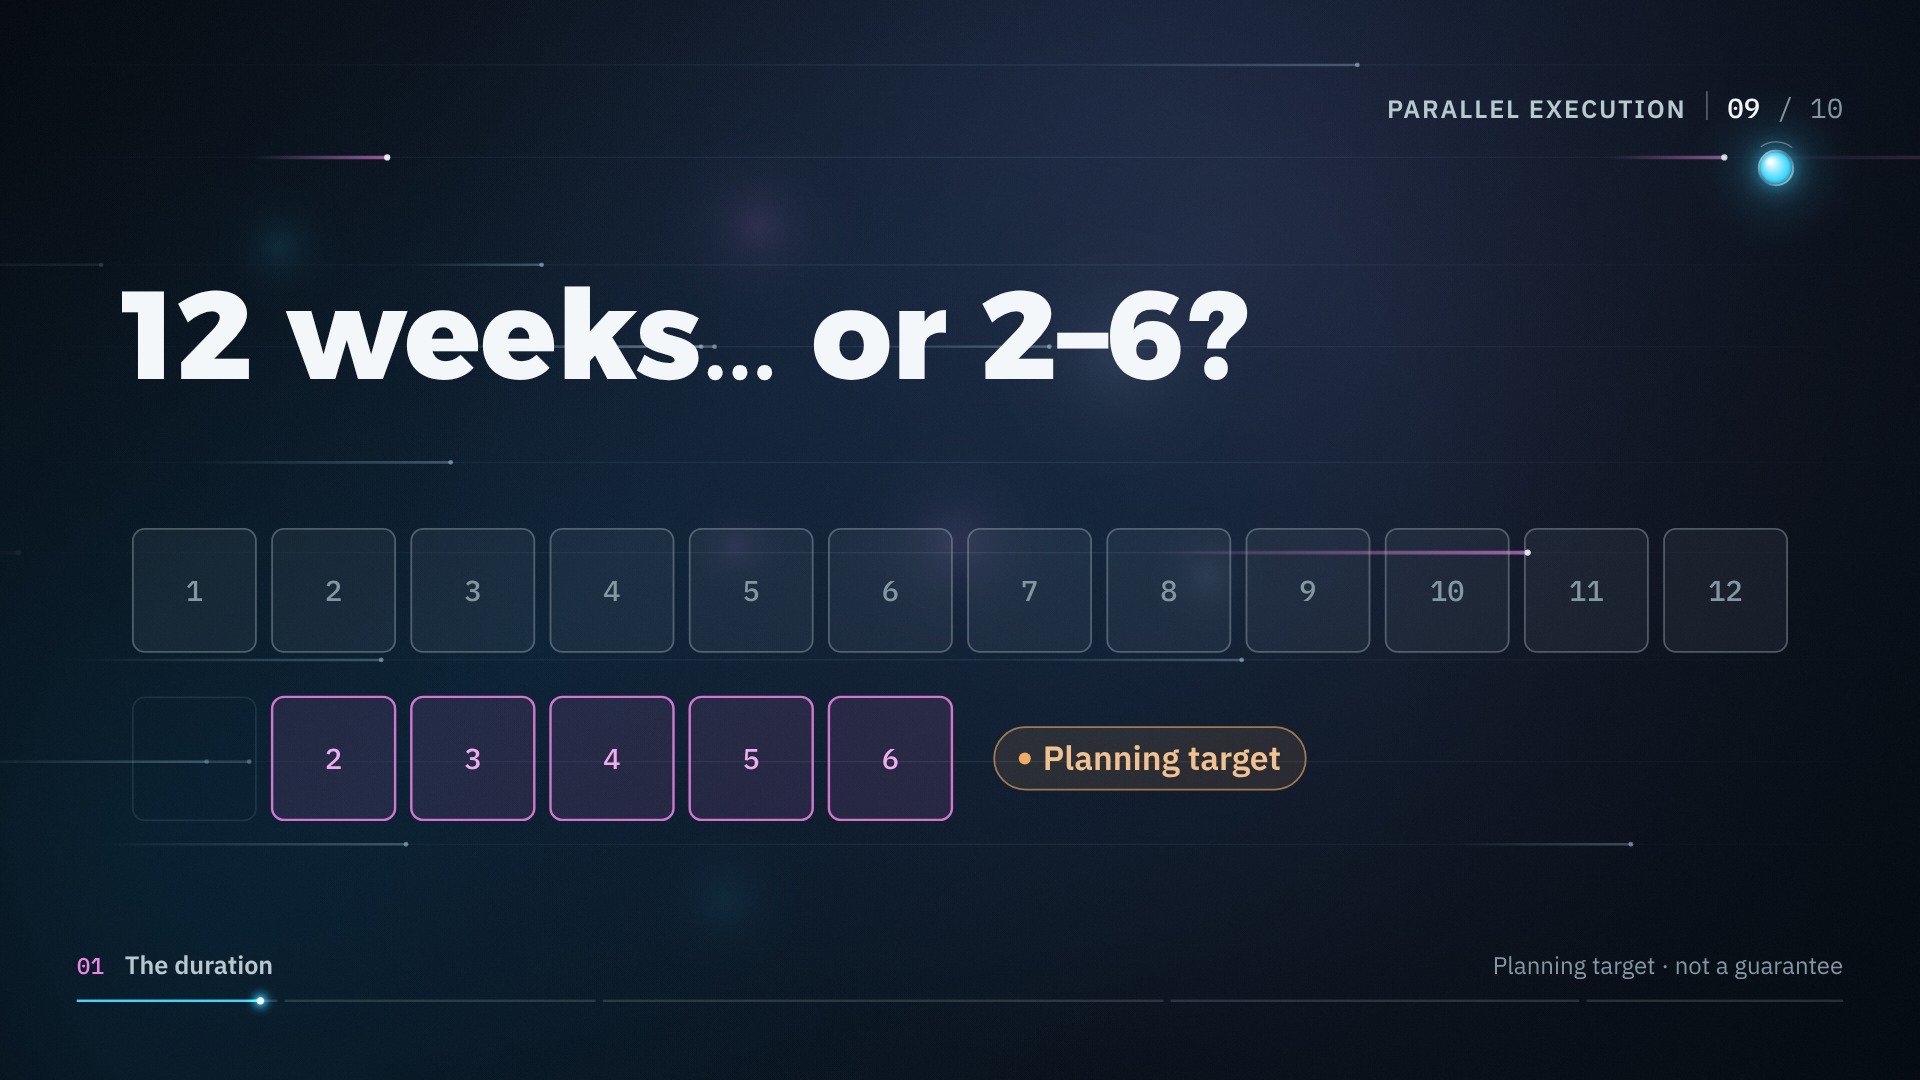 PARALLEL EXECUTION | 09 / 10
12 weeks... or 2–6?
1 2 3 4 5 6 7 8 9 10 11 12
2 3 4 5 6 • Planning target
01 The duration
Planning target · not a guarantee